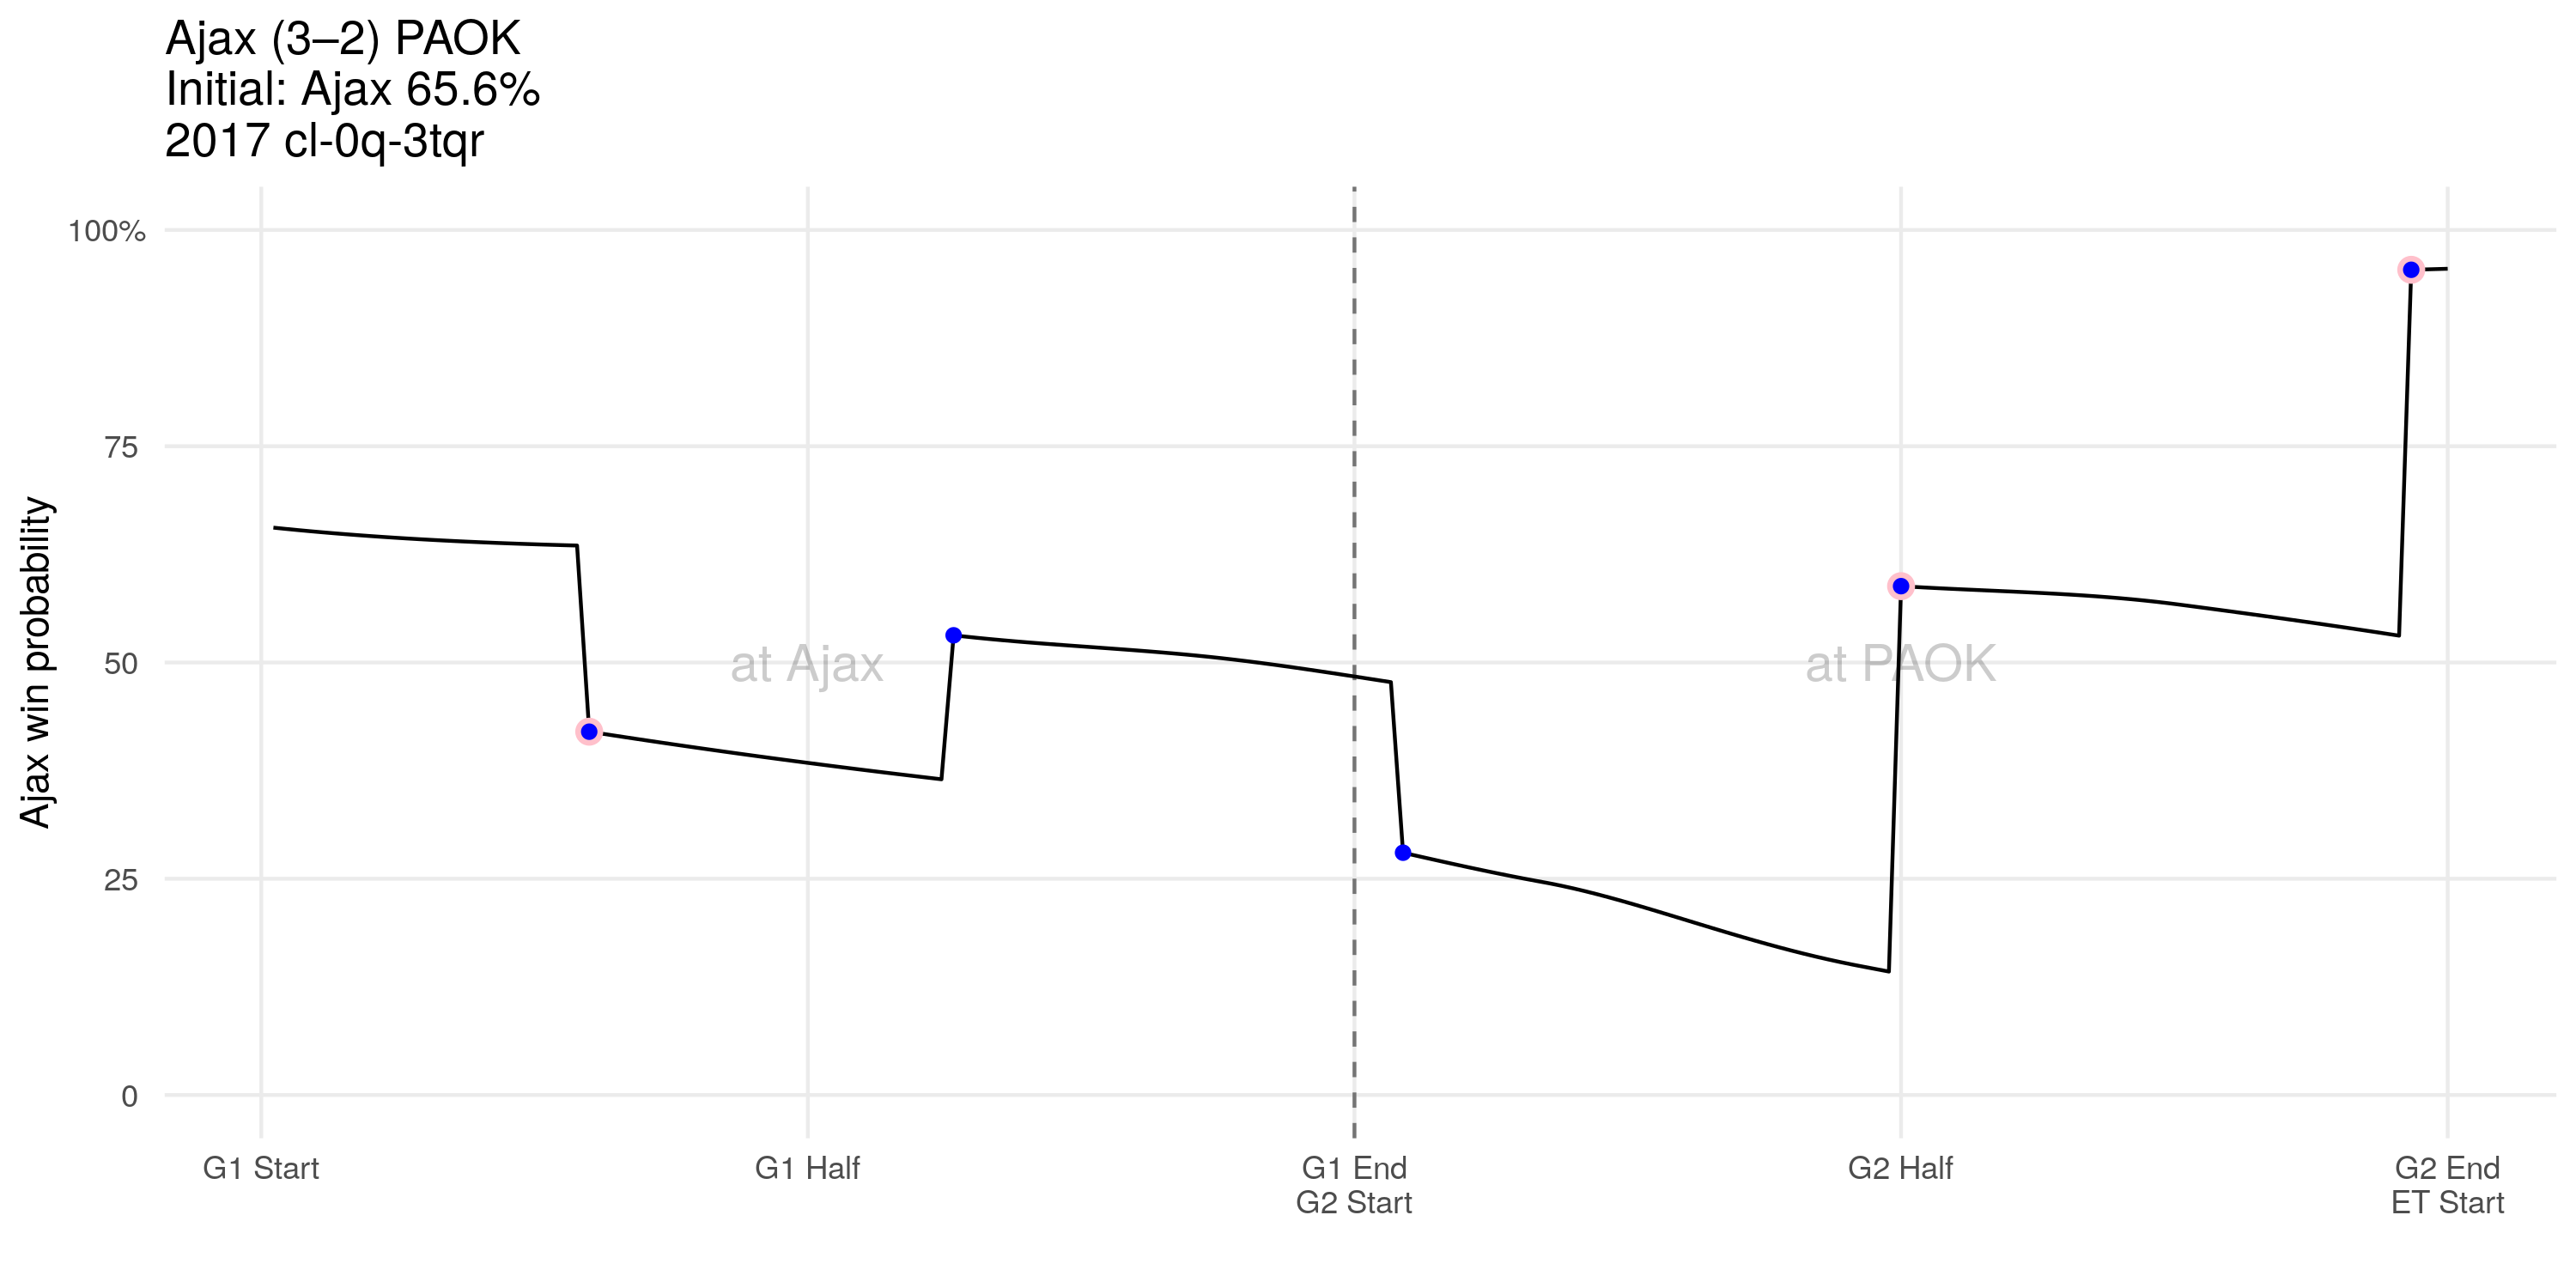 Ajax (3–2) PAOK
Initial: Ajax 65.6%
2017 cl-0q-3tqr
Ajax win probability
100%
75
50
25
0
at Ajax
at PAOK
G1 Start
G1 Half
G1 End
G2 Start
G2 Half
G2 End
ET Start